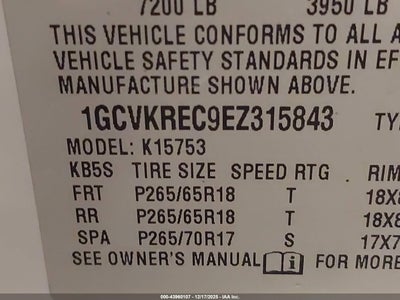 7200 LB 3950 LB
THIS VEHICLE CONFORMS TO ALL
VEHICLE SAFETY STANDARDS IN
MANUFACTURE SHOWN ABOVE.
1GCVKREC9EZ315843
MODEL: K15753
KB5S TIRE SIZE SPEED RTG RIM
FRT P265/65R18 T 18X8
RR P265/65R18 T 18X8
SPA P265/70R17 S 17X7
SEE OWNER'S MANUAL i FOR MORE
000-43960107 - 12/17/2025 - IAA Inc.